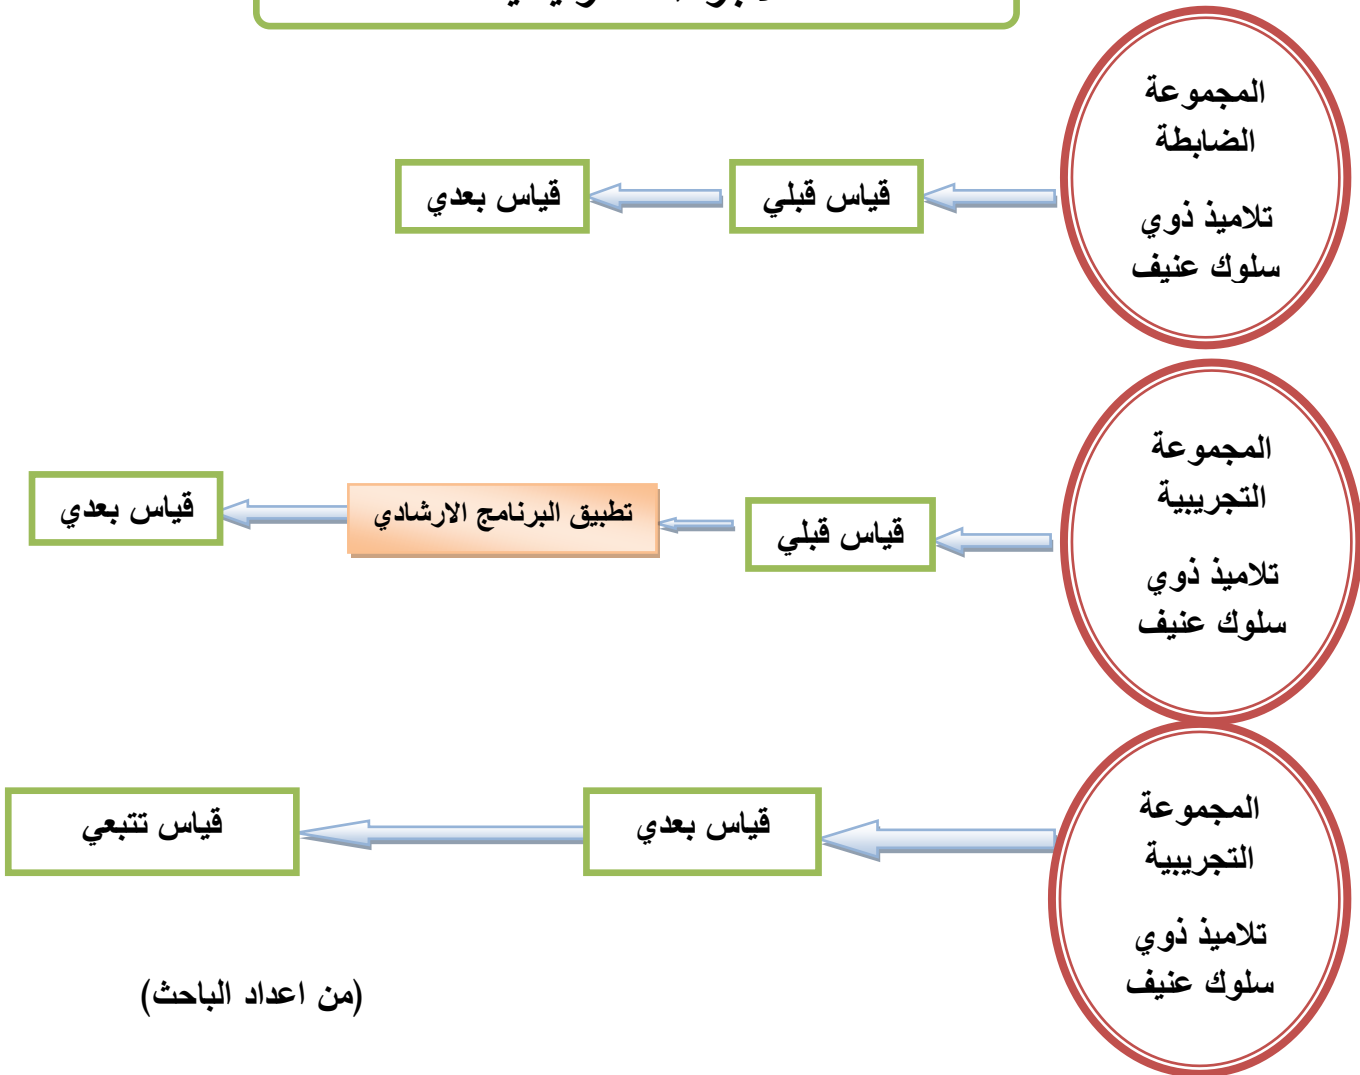 المجموعة
الضابطة
تلاميذ ذوي
سلوك عنيف
قياس قبلي
قياس بعدي
المجموعة
التجريبية
تلاميذ ذوي
سلوك عنيف
قياس قبلي
تطبيق البرنامج الارشادي
قياس بعدي
المجموعة
التجريبية
تلاميذ ذوي
سلوك عنيف
قياس بعدي
قياس تتبعي
(من اعداد الباحث)